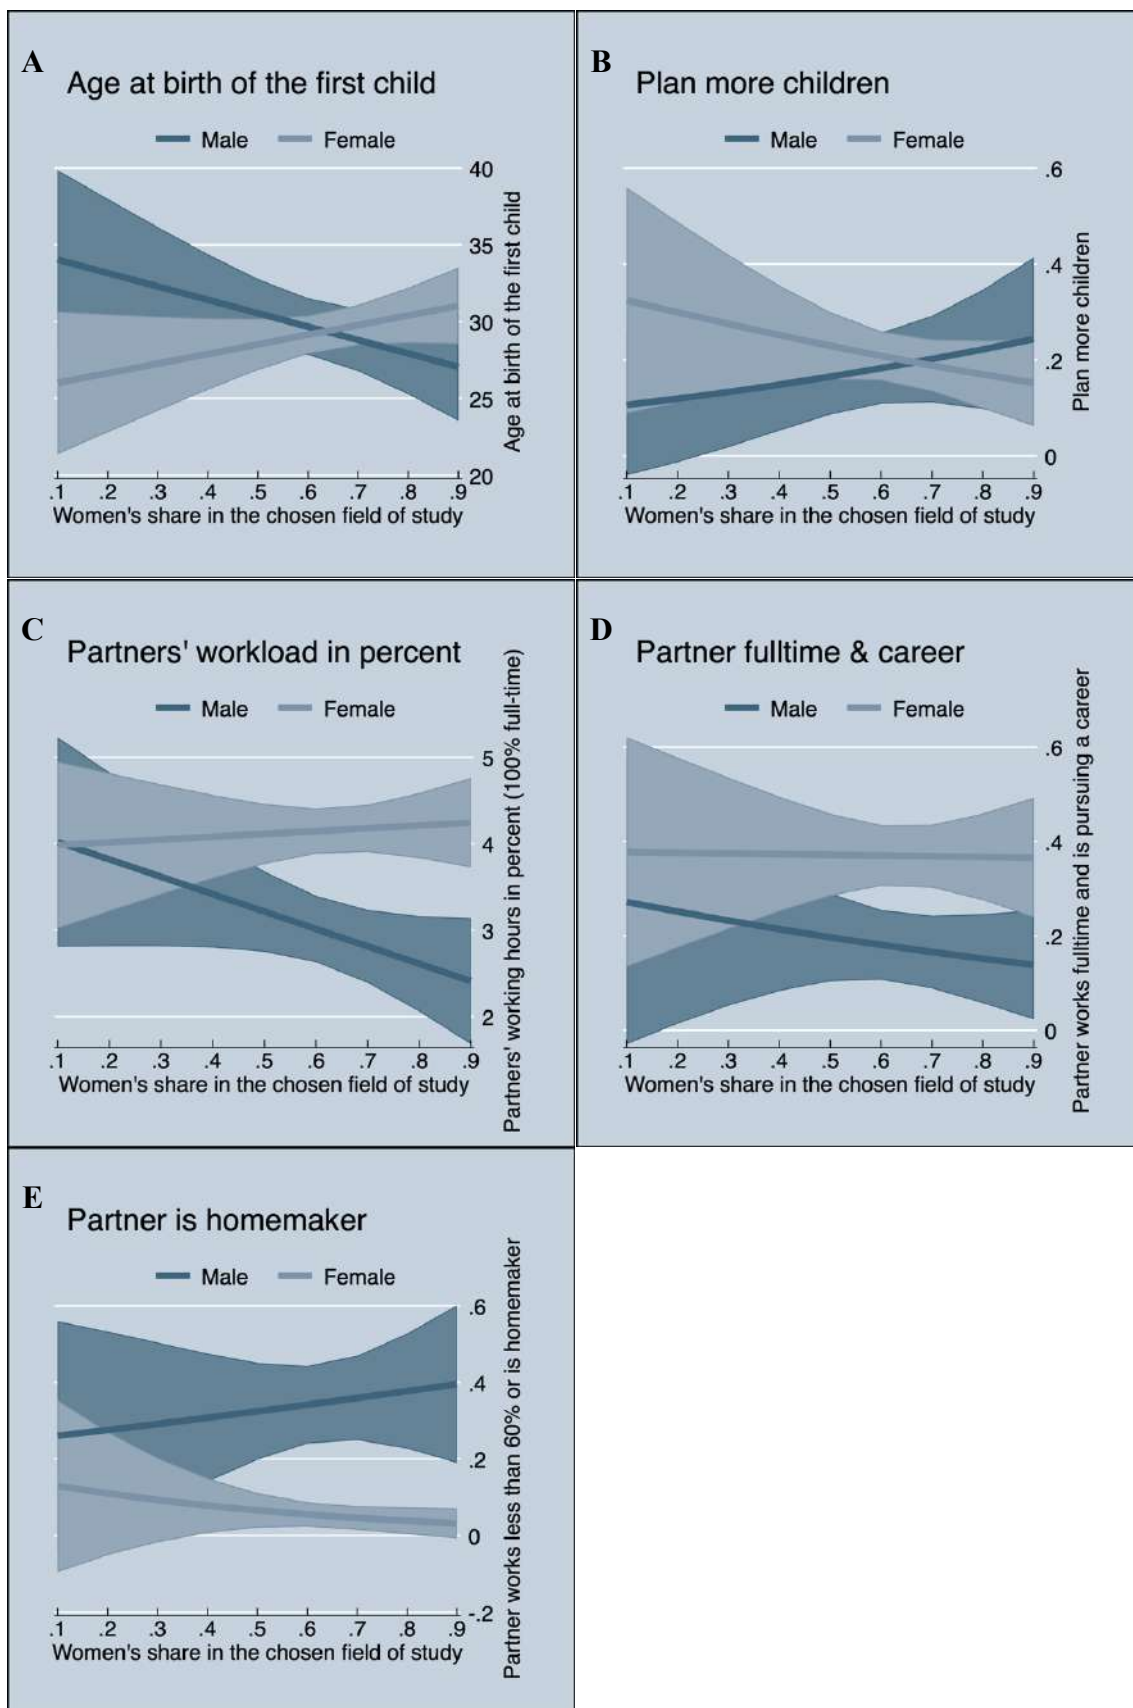 A
Age at birth of the first child
Male Female
40
35
30
25
20
Age at birth of the first child
.1 .2 .3 .4 .5 .6 .7 .8 .9
Women's share in the chosen field of study
B
Plan more children
Male Female
.6
.4
.2
0
Plan more children
.1 .2 .3 .4 .5 .6 .7 .8 .9
Women's share in the chosen field of study
C
Partners' workload in percent
Male Female
5
4
3
2
Partners' working hours in percent (100% full-time)
.1 .2 .3 .4 .5 .6 .7 .8 .9
Women's share in the chosen field of study
D
Partner fulltime & career
Male Female
.6
.4
.2
0
Partner works fulltime and is pursuing a career
.1 .2 .3 .4 .5 .6 .7 .8 .9
Women's share in the chosen field of study
E
Partner is homemaker
Male Female
.6
.4
.2
0
-.2
Partner works less than 60% or is homemaker
.1 .2 .3 .4 .5 .6 .7 .8 .9
Women's share in the chosen field of study